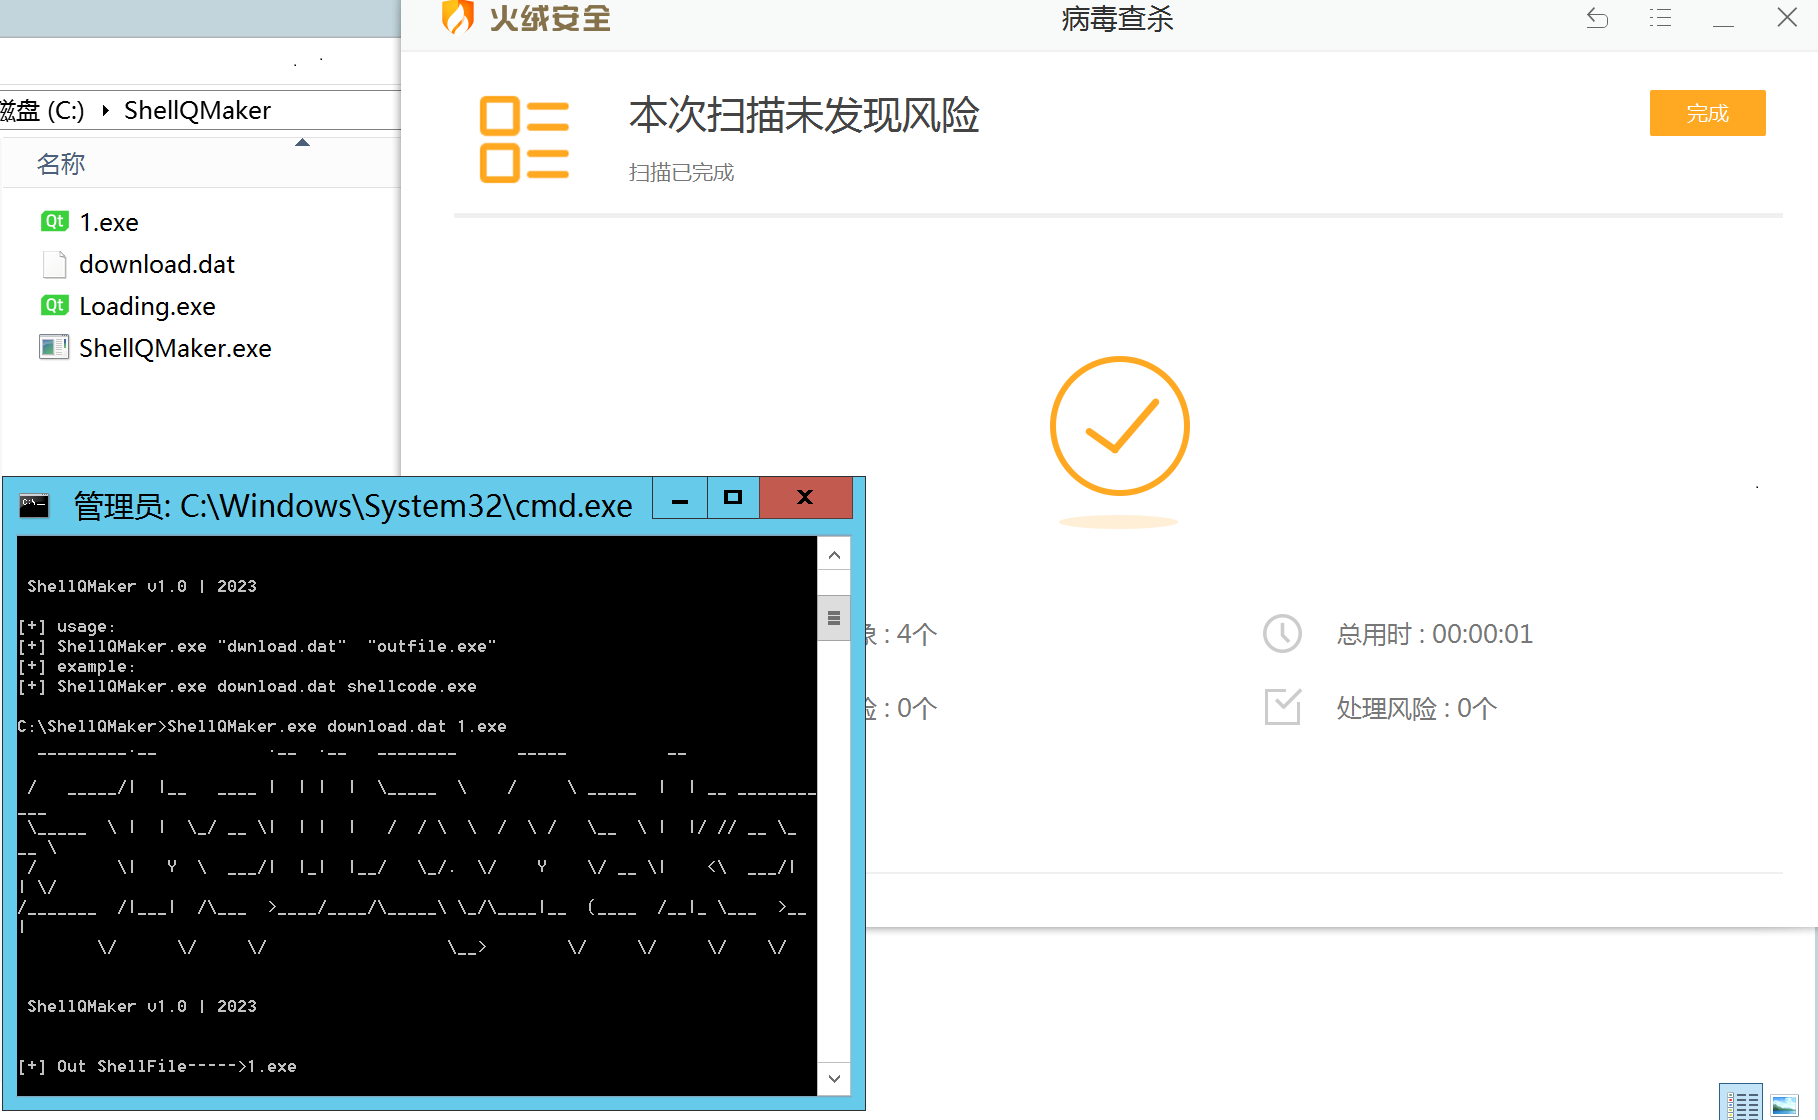 火绒安全
病毒查杀
磁盘 (C:) ShellQMaker
名称
1.exe
download.dat
Loading.exe
ShellQMaker.exe
本次扫描未发现风险
扫描已完成
完成
象 : 4个
总用时 : 00:00:01
险 : 0个
处理风险 : 0个
管理员: C:\Windows\System32\cmd.exe
ShellQMaker v1.0 | 2023
[+] usage:
[+] ShellQMaker.exe "dwnload.dat"  "outfile.exe"
[+] example:
[+] ShellQMaker.exe download.dat shellcode.exe
C:\ShellQMaker>ShellQMaker.exe download.dat 1.exe
ShellQMaker v1.0 | 2023
[+] Out ShellFile----->1.exe